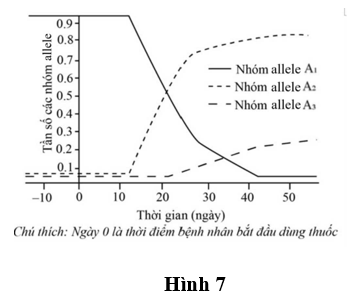 Tần số các nhóm allele
0.9
0.8
0.7
0.6
0.5
0.4
0.3
0.2
0.1
Nhóm allele A₁
Nhóm allele A₂
Nhóm allele A₃
−10 0 10 20 30 40 50
Thời gian (ngày)
Chú thích: Ngày 0 là thời điểm bệnh nhân bắt đầu dùng thuốc
Hình 7